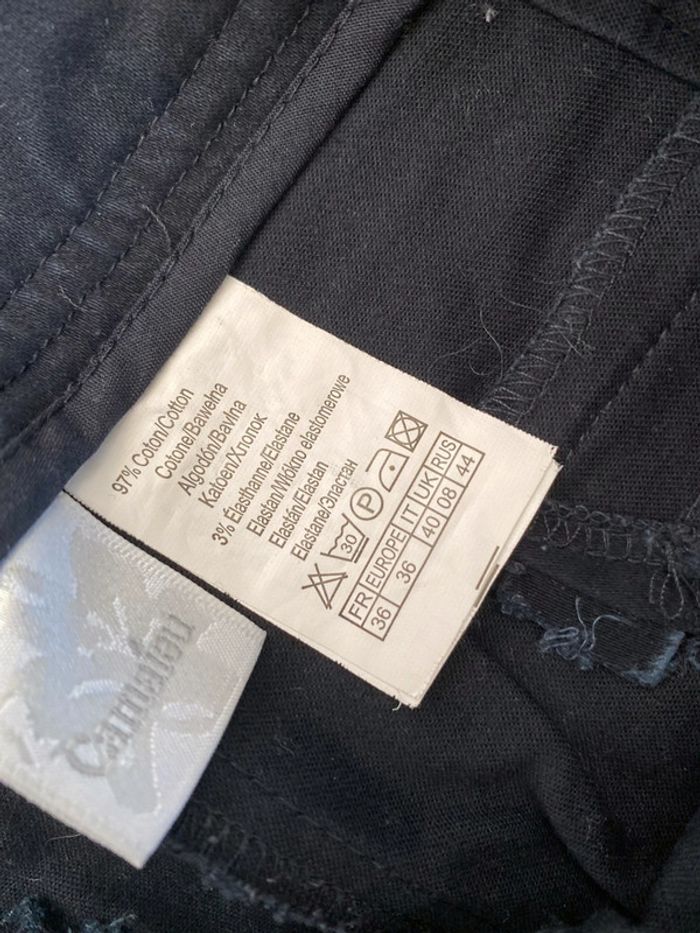 97% Coton/Cotton
Cotone/Bawełna
Algodón/Bavlna
Katoen/Хлопок
3% Élasthanne/Elastane
Elastan/Włókno elastomerowe
Elastán/Elastan
Elastane/Эластан
30 P
FR EUROPE IT UK RUS
36 36 40 08 44
Camaïeu